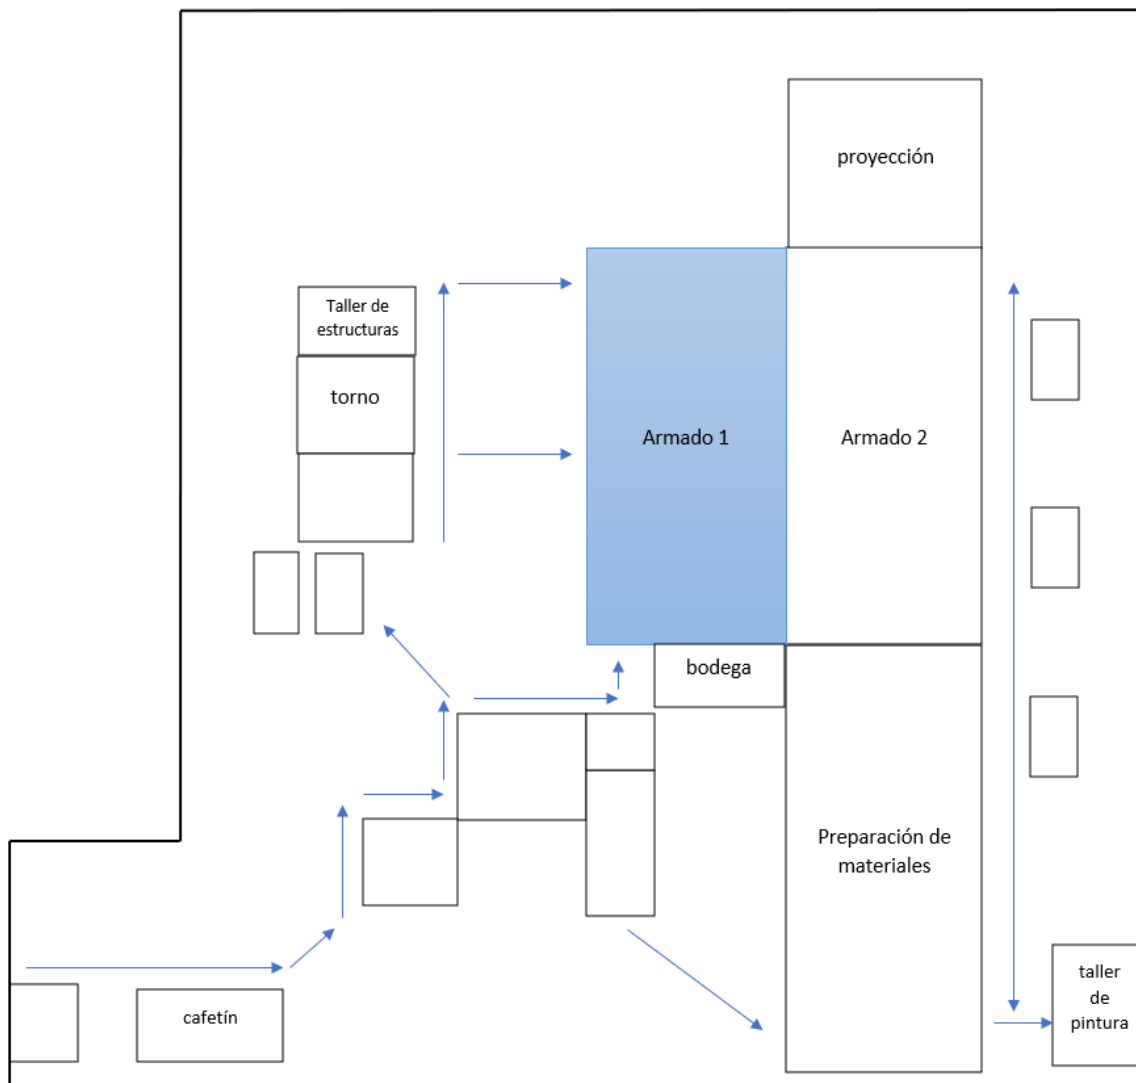 proyección
Taller de
estructuras
torno
Armado 1
Armado 2
bodega
Preparación de
materiales
cafetín
taller
de
pintura